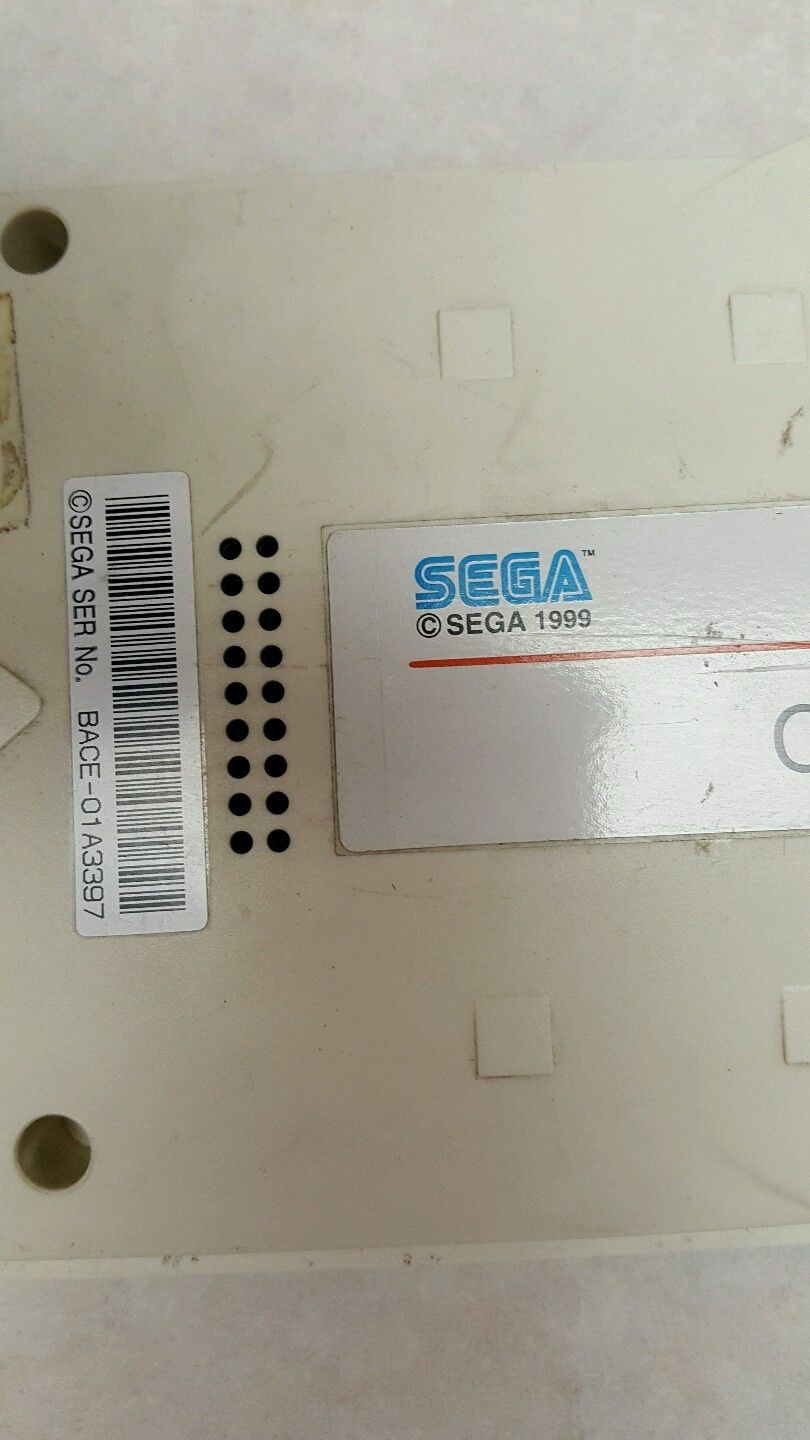 ©SEGA SER No. BACE-01A3397
SEGA™
©SEGA 1999